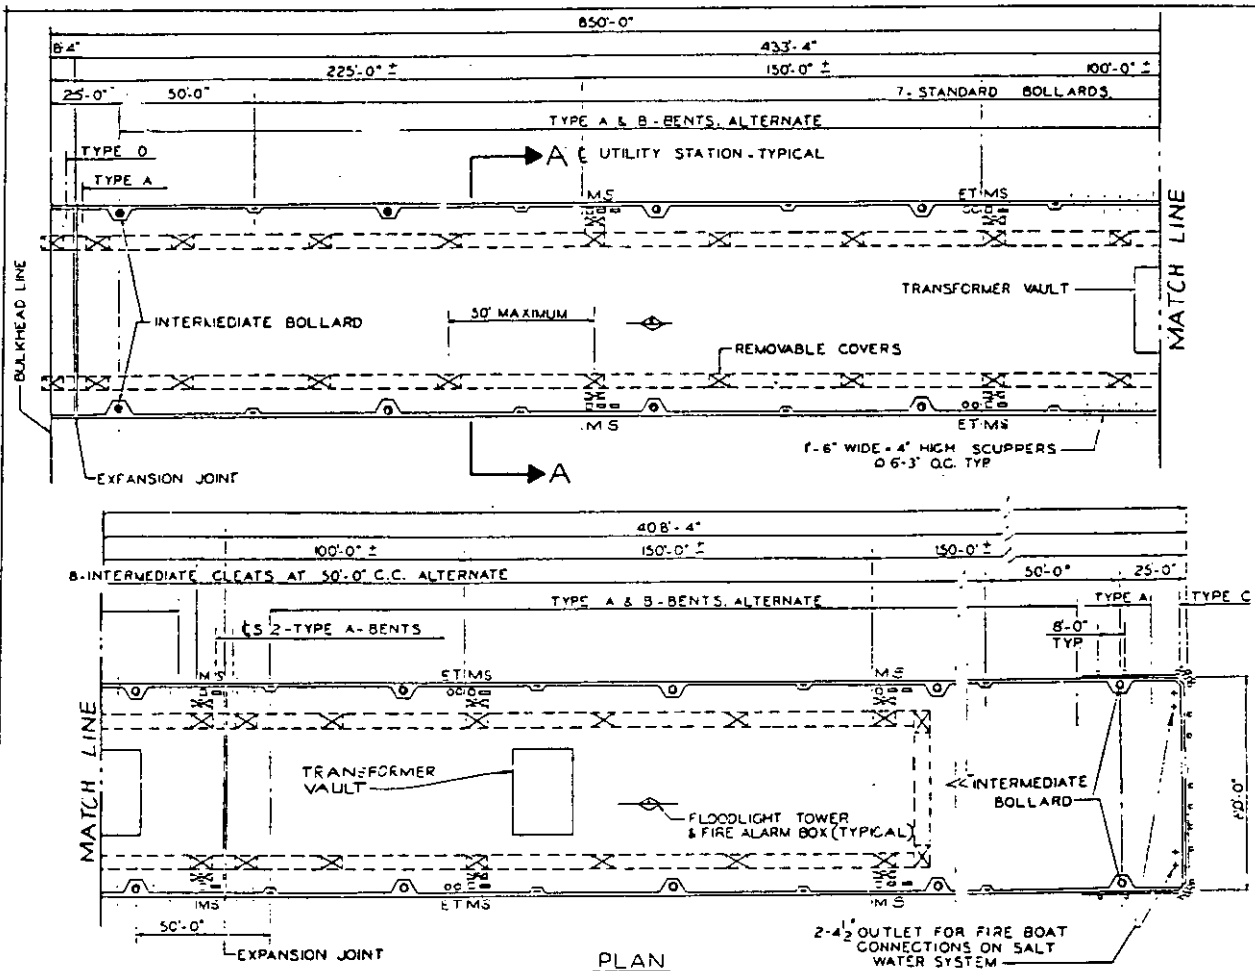 850'-0"
8'-4"
433'-4"
225'-0" ±
150'-0" ±
100'-0" ±
25'-0"
50'-0"
7- STANDARD BOLLARDS
TYPE A & B - BENTS, ALTERNATE
TYPE D
TYPE A
A
℄ UTILITY STATION - TYPICAL
M S
ET MS
BULKHEAD LINE
MATCH LINE
TRANSFORMER VAULT
INTERMEDIATE BOLLARD
50' MAXIMUM
REMOVABLE COVERS
M S
ET MS
1'-6" WIDE - 4" HIGH SCUPPERS
@ 6'-3" O.C. TYP
A
EXPANSION JOINT
408'-4"
100'-0" ±
150'-0" ±
150'-0" ±
8-INTERMEDIATE CLEATS AT 50'-0" C.C. ALTERNATE
50'-0"
25'-0"
TYPE A & B - BENTS, ALTERNATE
TYPE A
TYPE C
℄S 2-TYPE A-BENTS
8'-0"
TYP
M S
ET MS
M S
MATCH LINE
TRANSFORMER
VAULT
INTERMEDIATE
BOLLARD
FLOODLIGHT TOWER
& FIRE ALARM BOX (TYPICAL)
MS
ET MS
M S
50'-0"
EXPANSION JOINT
2-4½" OUTLET FOR FIRE BOAT
CONNECTIONS ON SALT
WATER SYSTEM
PLAN